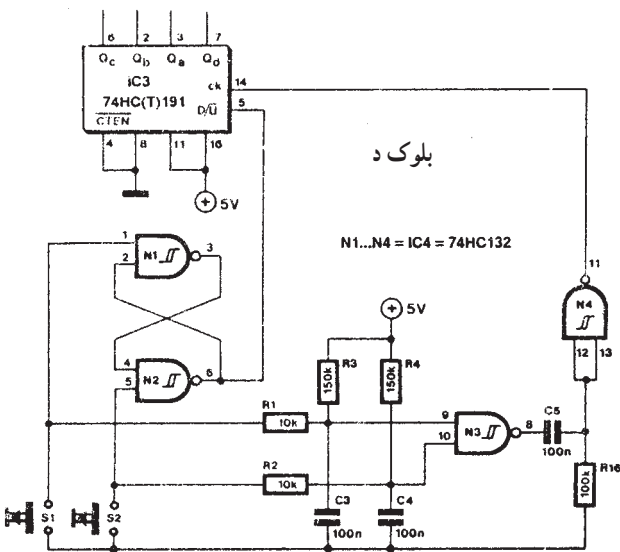 6 2 3 7
Qc Qb Qa Qd
IC3
74HC(T)191
CTEN
ck 14
D/U 5
4 8 11 16
5V
بلوک د
N1...N4 = IC4 = 74HC132
1
2
N1
3
4
5
N2
6
5V
R3
150k
R4
150k
11
N4
12 13
R1
10k
R2
10k
9
10
N3
8
C5
100n
R16
100k
S1
S2
C3
100n
C4
100n